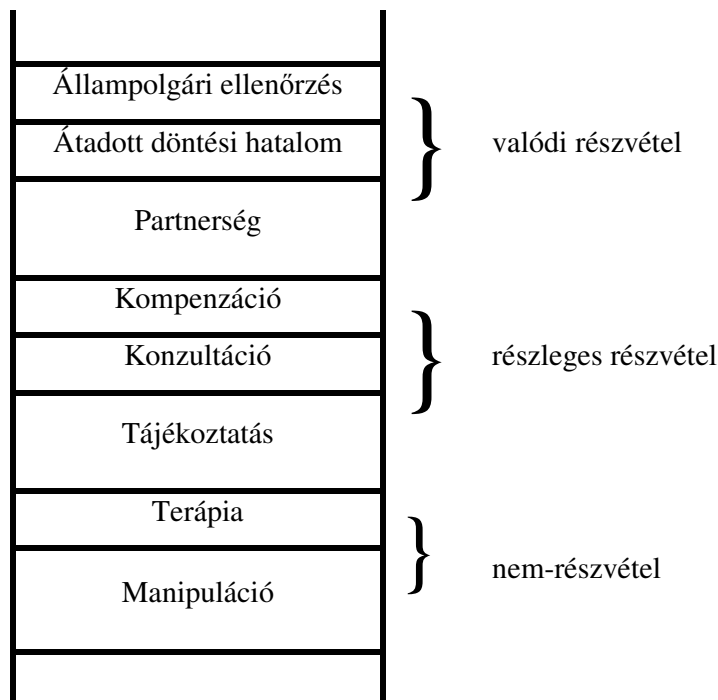 Állampolgári ellenőrzés
Átadott döntési hatalom
valódi részvétel
Partnerség
Kompenzáció
Konzultáció
részleges részvétel
Tájékoztatás
Terápia
nem-részvétel
Manipuláció